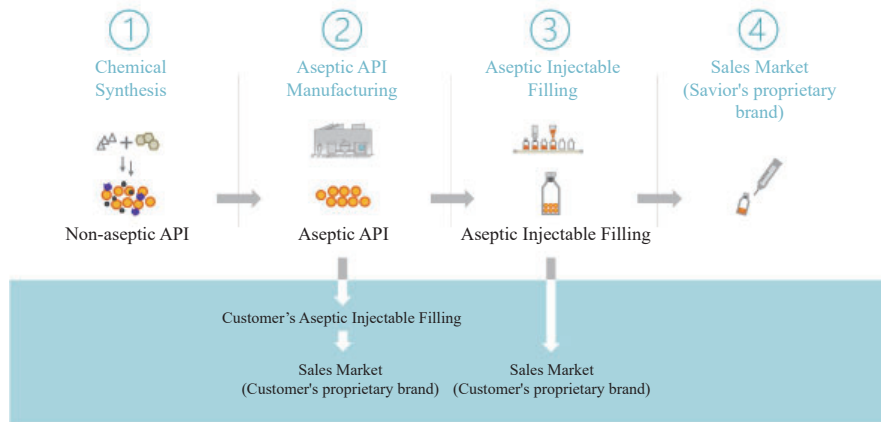 1
Chemical
Synthesis
2
Aseptic API
Manufacturing
3
Aseptic Injectable
Filling
4
Sales Market
(Savior's proprietary
brand)
Non-aseptic API
Aseptic API
Aseptic Injectable Filling
Customer's Aseptic Injectable Filling
Sales Market
(Customer's proprietary brand)
Sales Market
(Customer's proprietary brand)